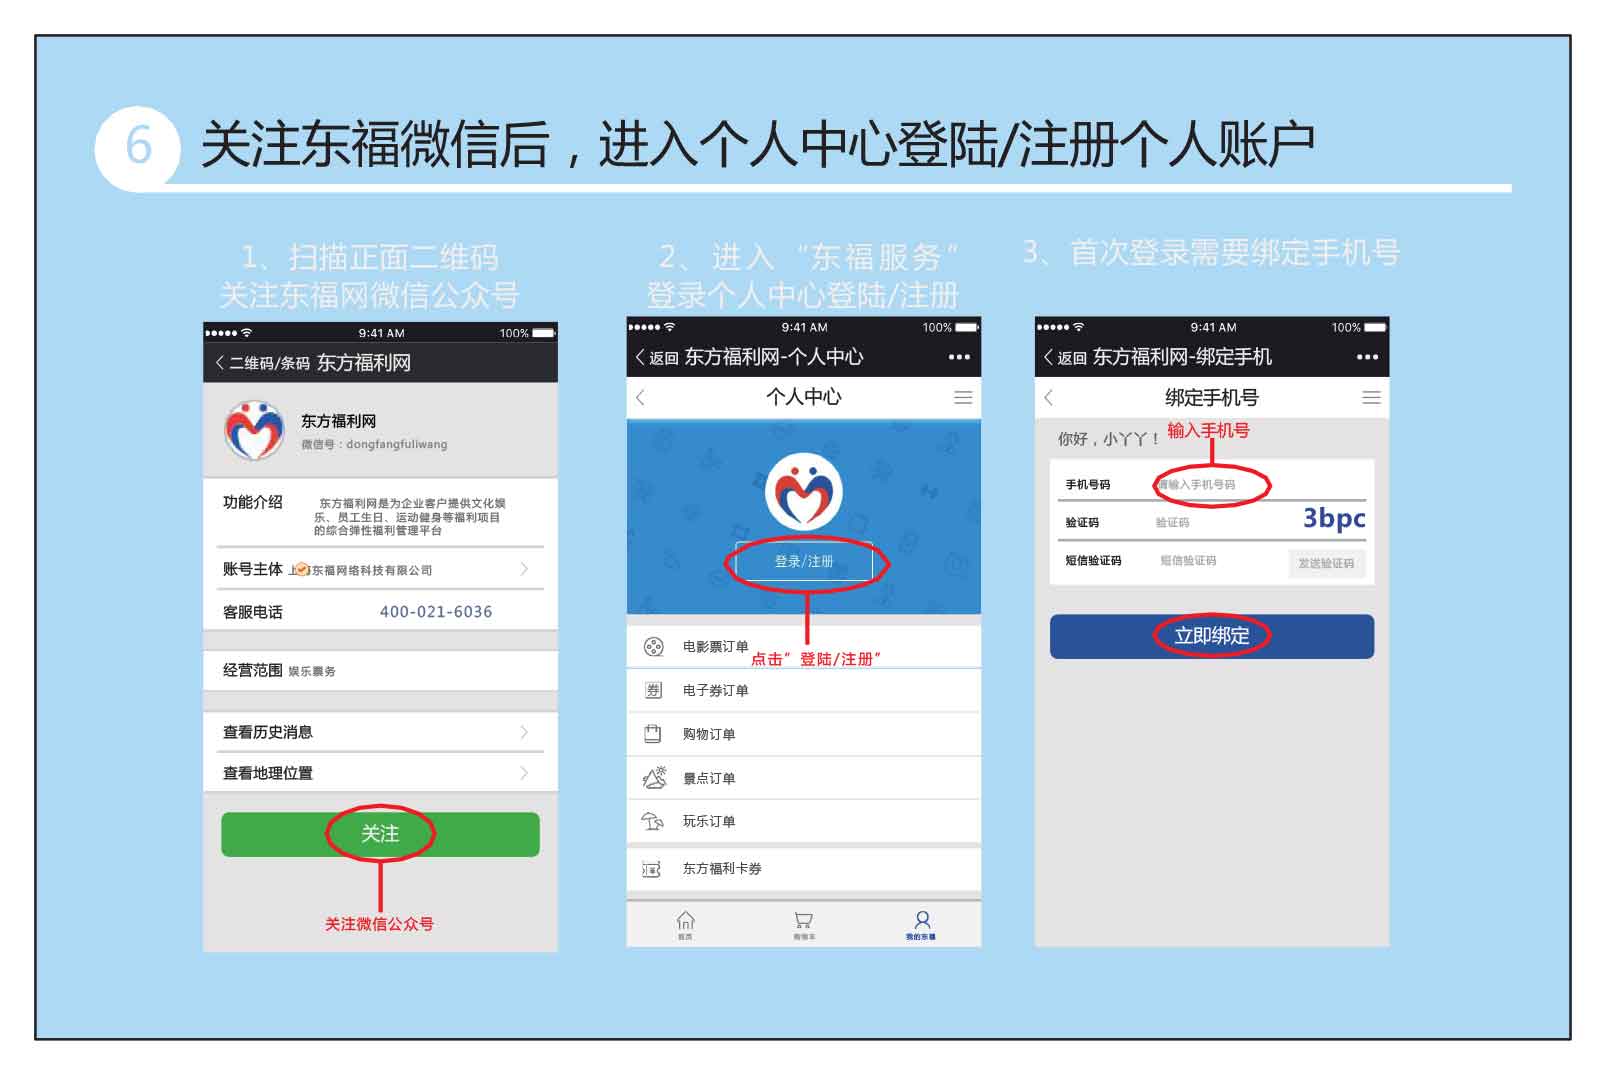 6
关注东福微信后，进入个人中心登陆/注册个人账户
1、扫描正面二维码
关注东福网微信公众号
9:41 AM
100%
二维码/条码 东方福利网
东方福利网
微信号：dongfangfuliwang
功能介绍
东方福利网是为企业客户提供文化娱
乐、员工生日、运动健身等福利项目
的综合弹性福利管理平台
账号主体 上 东福网络科技有限公司
客服电话 400-021-6036
经营范围 娱乐票务
查看历史消息
查看地理位置
关注
关注微信公众号
2、进入“东福服务”
登录个人中心登陆/注册
9:41 AM
100%
返回 东方福利网-个人中心
个人中心
登录/注册
电影票订单
点击”登陆/注册”
券
电子券订单
购物订单
景点订单
玩乐订单
东方福利卡券
首页
购物车
我的东福
3、首次登录需要绑定手机号
9:41 AM
100%
返回 东方福利网-绑定手机
绑定手机号
你好，小丫丫！
输入手机号
手机号码 请输入手机号码
验证码 验证码 3bpc
短信验证码 短信验证码 发送验证码
立即绑定